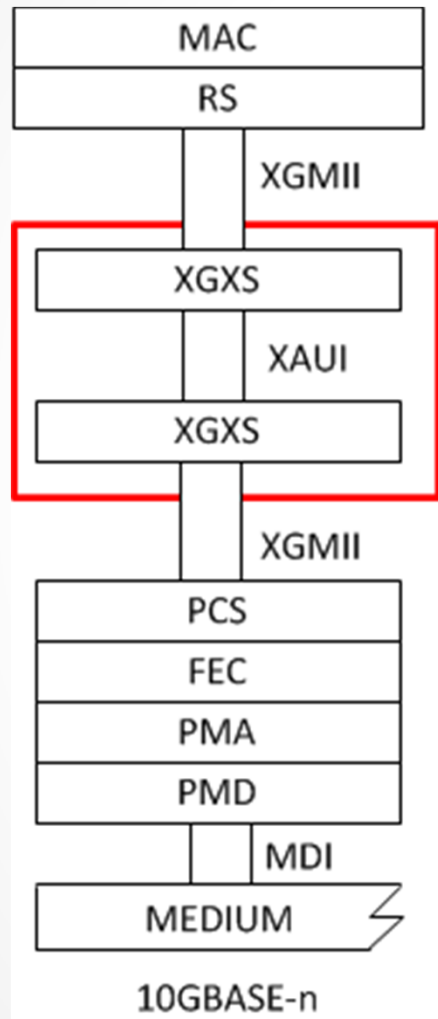 MAC
RS
XGMII
XGXS
XAUI
XGXS
XGMII
PCS
FEC
PMA
PMD
MDI
MEDIUM
10GBASE-n